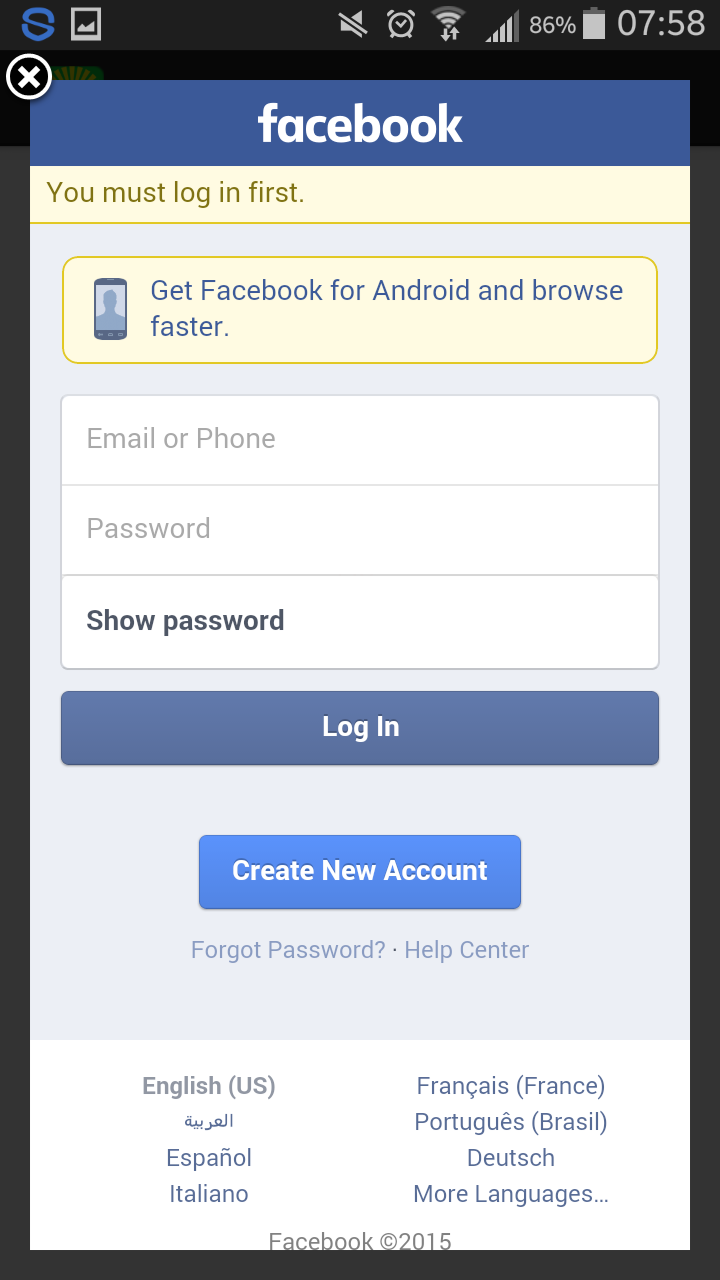 86% 07:58
facebook
You must log in first.
Get Facebook for Android and browse
faster.
Email or Phone
Password
Show password
Log In
Create New Account
Forgot Password? · Help Center
English (US) Français (France)
العربية Português (Brasil)
Español Deutsch
Italiano More Languages...
Facebook ©2015